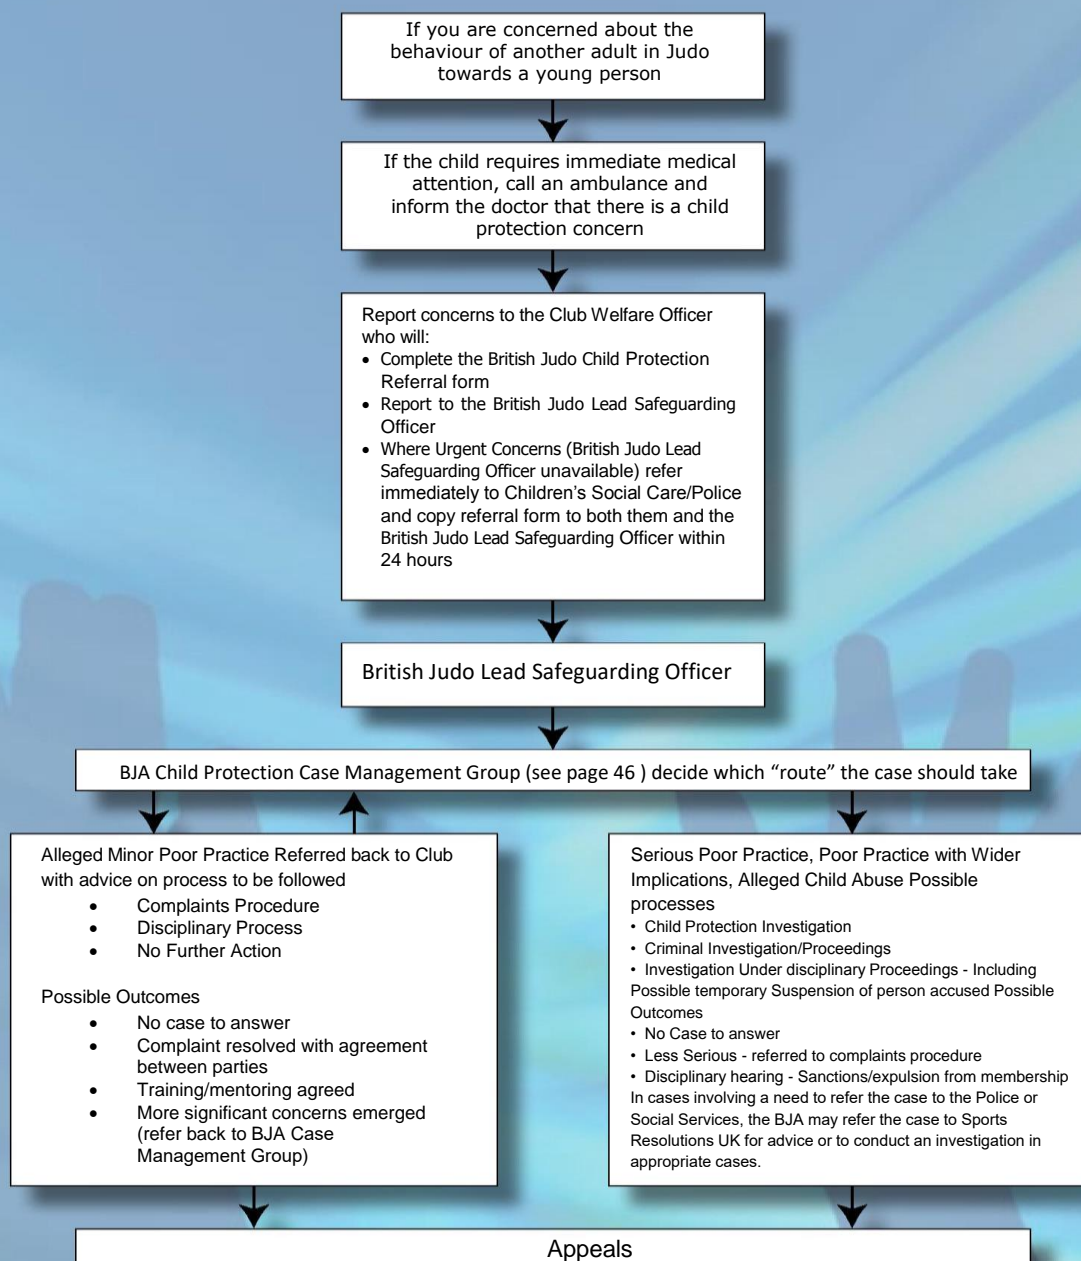 If you are concerned about the
behaviour of another adult in Judo
towards a young person
If the child requires immediate medical
attention, call an ambulance and
inform the doctor that there is a child
protection concern
Report concerns to the Club Welfare Officer
who will:
• Complete the British Judo Child Protection
Referral form
• Report to the British Judo Lead Safeguarding
Officer
• Where Urgent Concerns (British Judo Lead
Safeguarding Officer unavailable) refer
immediately to Children’s Social Care/Police
and copy referral form to both them and the
British Judo Lead Safeguarding Officer within
24 hours
British Judo Lead Safeguarding Officer
BJA Child Protection Case Management Group (see page 46 ) decide which “route” the case should take
Alleged Minor Poor Practice Referred back to Club
with advice on process to be followed
• Complaints Procedure
• Disciplinary Process
• No Further Action
Possible Outcomes
• No case to answer
• Complaint resolved with agreement
between parties
• Training/mentoring agreed
• More significant concerns emerged
(refer back to BJA Case
Management Group)
Serious Poor Practice, Poor Practice with Wider
Implications, Alleged Child Abuse Possible
processes
• Child Protection Investigation
• Criminal Investigation/Proceedings
• Investigation Under disciplinary Proceedings - Including
Possible temporary Suspension of person accused Possible
Outcomes
• No Case to answer
• Less Serious - referred to complaints procedure
• Disciplinary hearing - Sanctions/expulsion from membership
In cases involving a need to refer the case to the Police or
Social Services, the BJA may refer the case to Sports
Resolutions UK for advice or to conduct an investigation in
appropriate cases.
Appeals